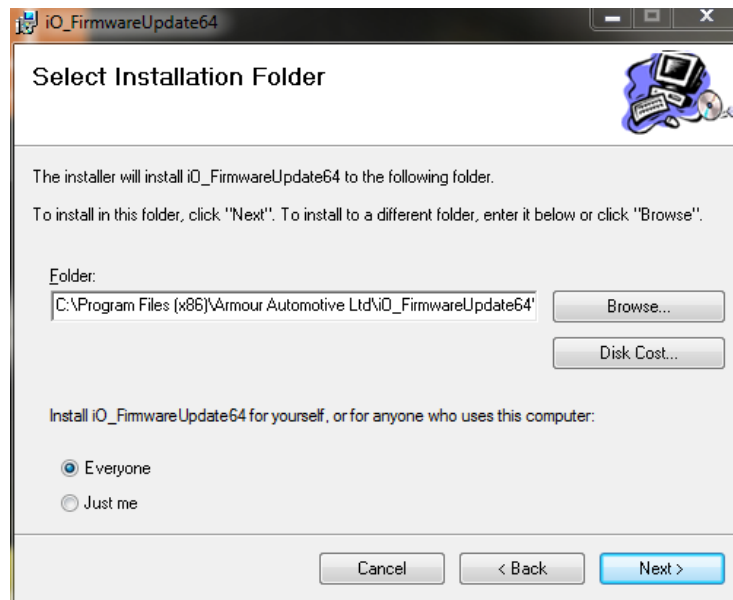 iO_FirmwareUpdate64
Select Installation Folder
The installer will install iO_FirmwareUpdate64 to the following folder.
To install in this folder, click "Next". To install to a different folder, enter it below or click "Browse".
Folder:
C:\Program Files (x86)\Armour Automotive Ltd\iO_FirmwareUpdate64\
Browse...
Disk Cost...
Install iO_FirmwareUpdate64 for yourself, or for anyone who uses this computer:
Everyone
Just me
Cancel
< Back
Next >